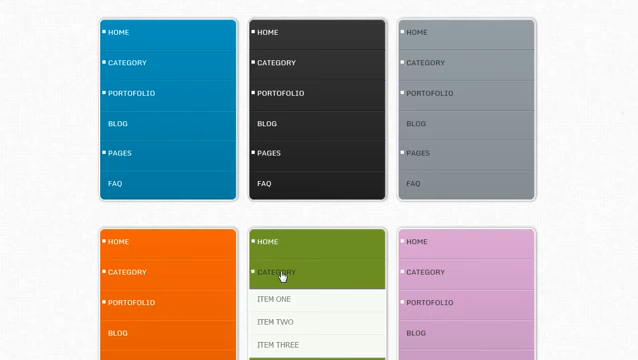 HOME
CATEGORY
PORTOFOLIO
BLOG
PAGES
FAQ
HOME
CATEGORY
PORTOFOLIO
BLOG
PAGES
FAQ
HOME
CATEGORY
PORTOFOLIO
BLOG
PAGES
FAQ
HOME
CATEGORY
PORTOFOLIO
BLOG
HOME
CATEGORY
ITEM ONE
ITEM TWO
ITEM THREE
HOME
CATEGORY
PORTOFOLIO
BLOG